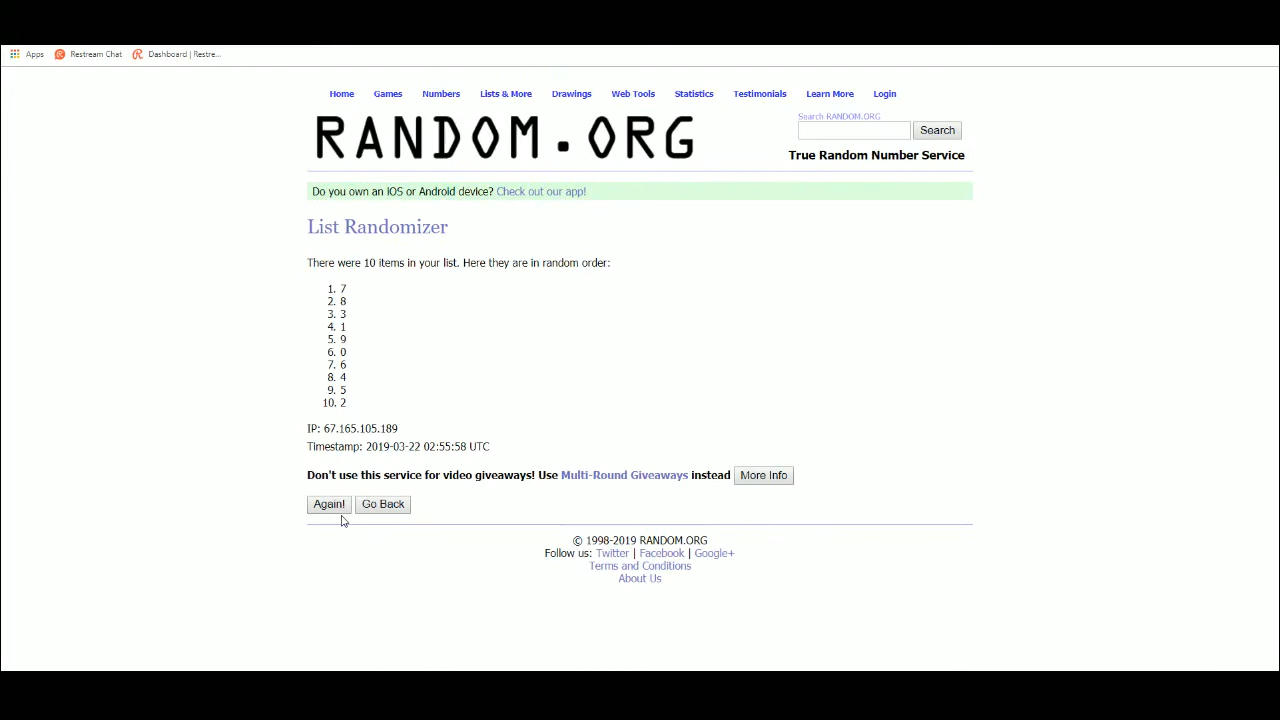 Apps Restream Chat Dashboard | Restre...
Home Games Numbers Lists & More Drawings Web Tools Statistics Testimonials Learn More Login
RANDOM.ORG
Search RANDOM.ORG
Search
True Random Number Service
Do you own an iOS or Android device? Check out our app!
List Randomizer
There were 10 items in your list. Here they are in random order:
1. 7
2. 8
3. 3
4. 1
5. 9
6. 0
7. 6
8. 4
9. 5
10. 2
IP: 67.165.105.189
Timestamp: 2019-03-22 02:55:58 UTC
Don't use this service for video giveaways! Use Multi-Round Giveaways instead More Info
Again! Go Back
© 1998-2019 RANDOM.ORG
Follow us: Twitter | Facebook | Google+
Terms and Conditions
About Us